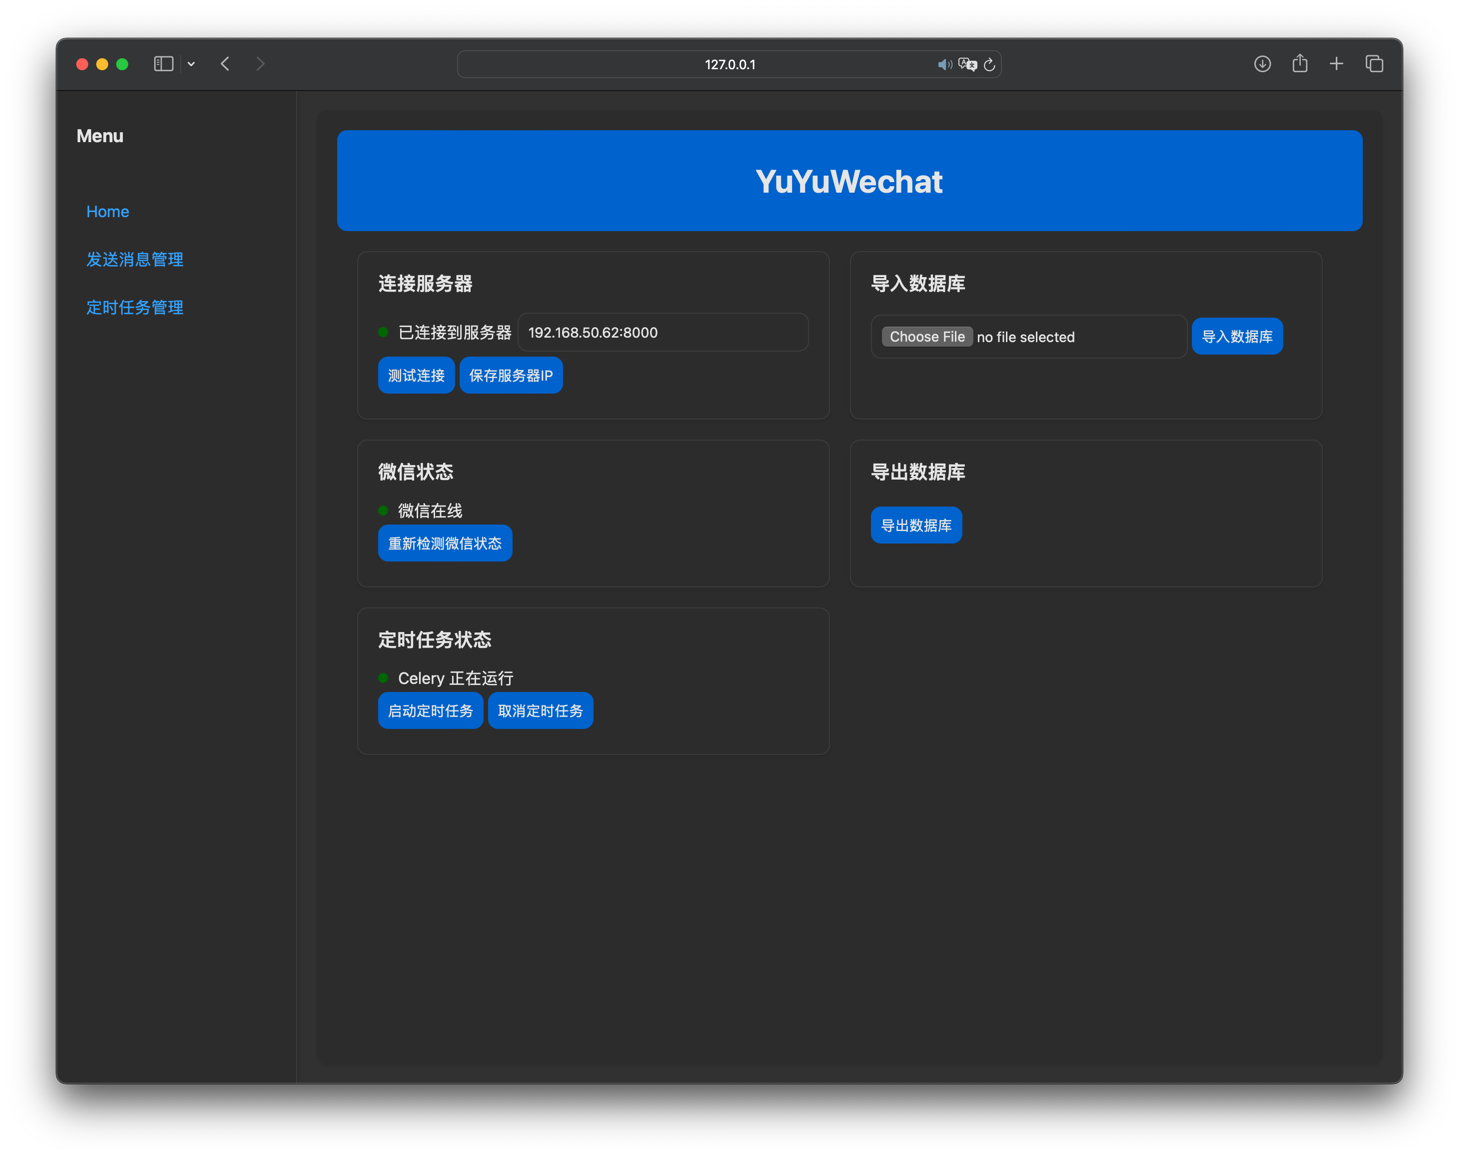 127.0.0.1
Menu
Home
发送消息管理
定时任务管理
YuYuWechat
连接服务器
已连接到服务器 192.168.50.62:8000
测试连接 保存服务器IP
导入数据库
Choose File no file selected 导入数据库
微信状态
微信在线
重新检测微信状态
导出数据库
导出数据库
定时任务状态
Celery 正在运行
启动定时任务 取消定时任务